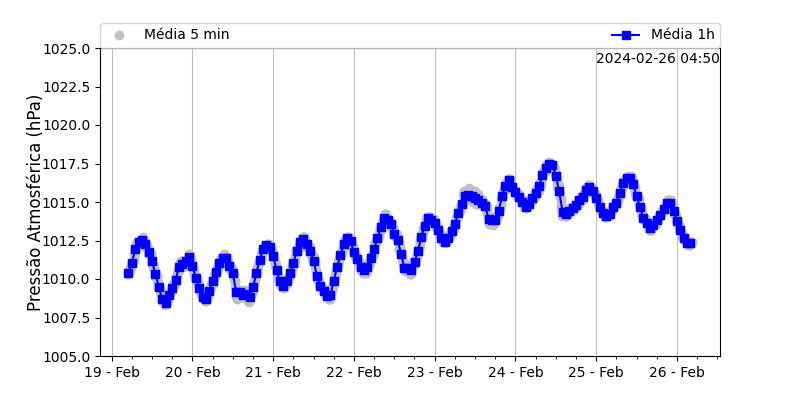 Média 5 min
Média 1h
2024-02-26 04:50
Pressão Atmosférica (hPa)
1025.0
1022.5
1020.0
1017.5
1015.0
1012.5
1010.0
1007.5
1005.0
19 - Feb
20 - Feb
21 - Feb
22 - Feb
23 - Feb
24 - Feb
25 - Feb
26 - Feb